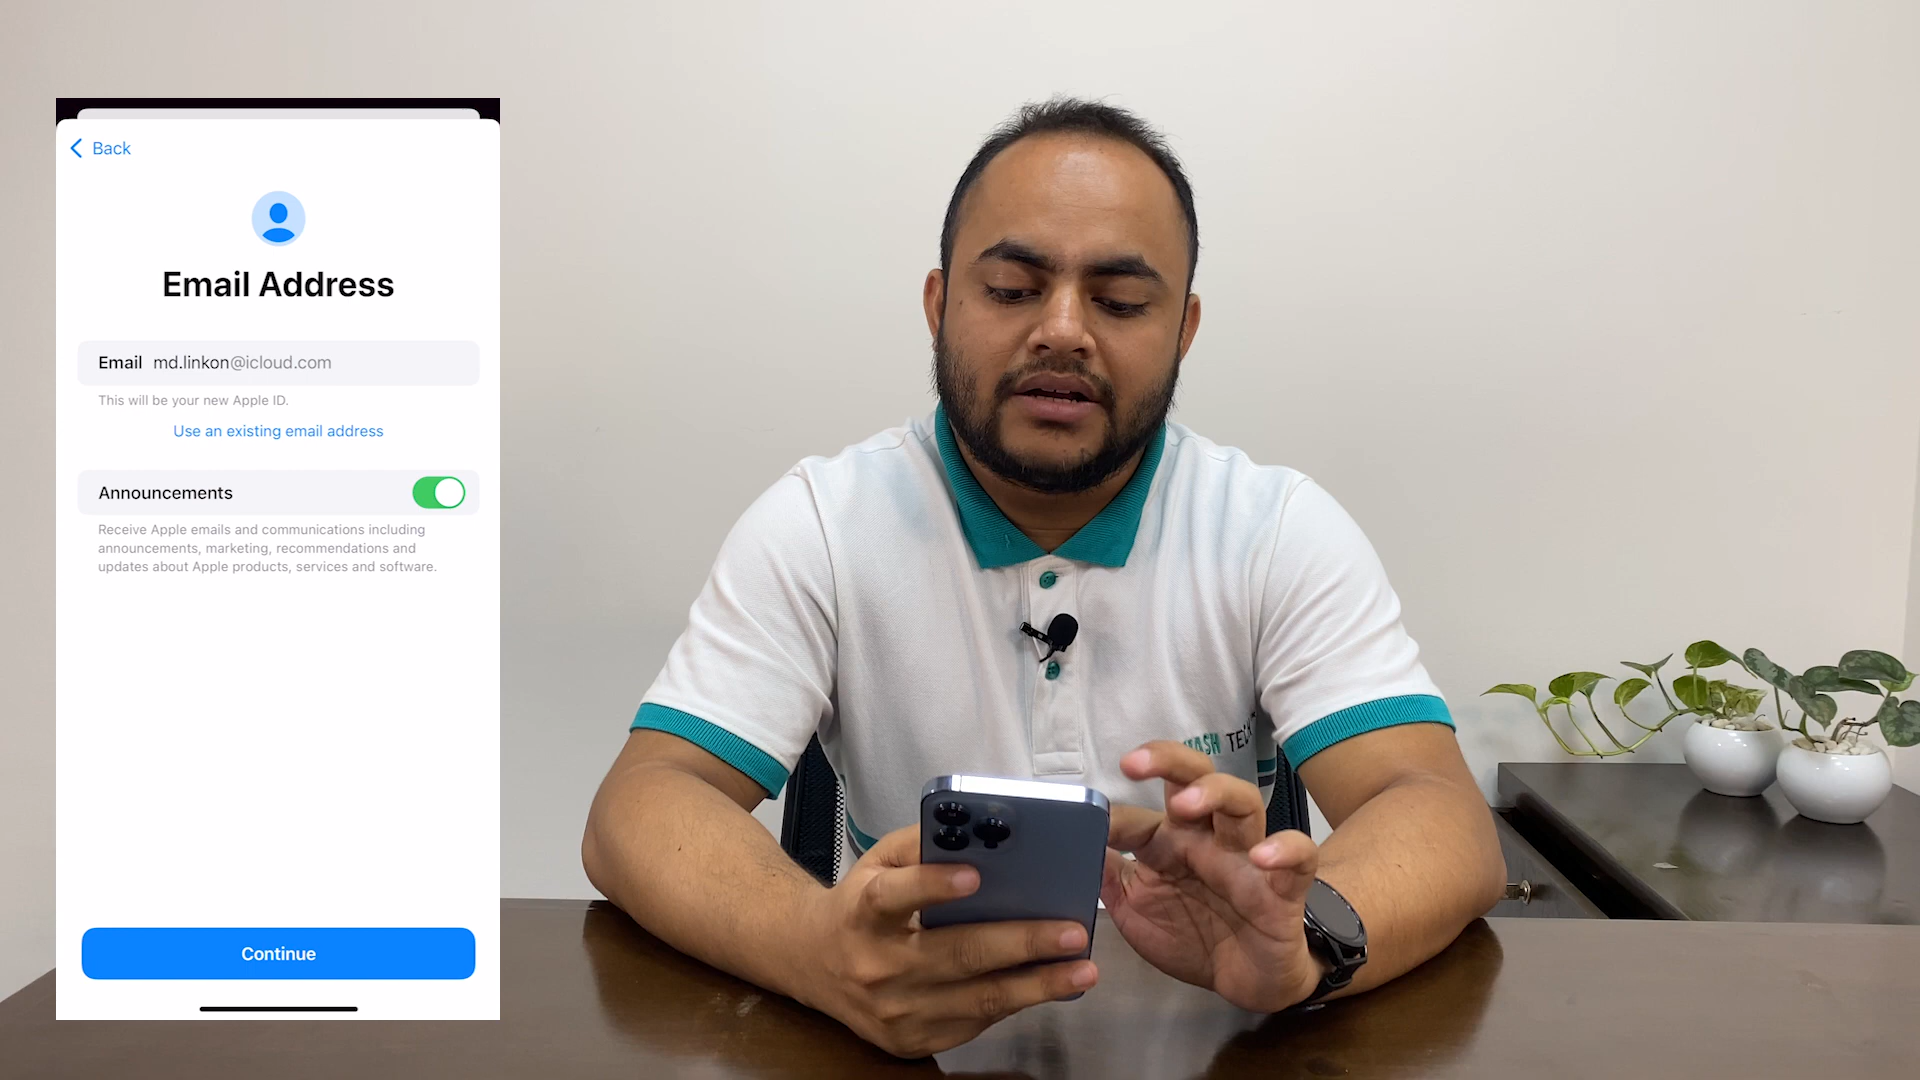 Back
Email Address
Email md.linkon@icloud.com
This will be your new Apple ID.
Use an existing email address
Announcements
Receive Apple emails and communications including
announcements, marketing, recommendations and
updates about Apple products, services and software.
Continue
TECH